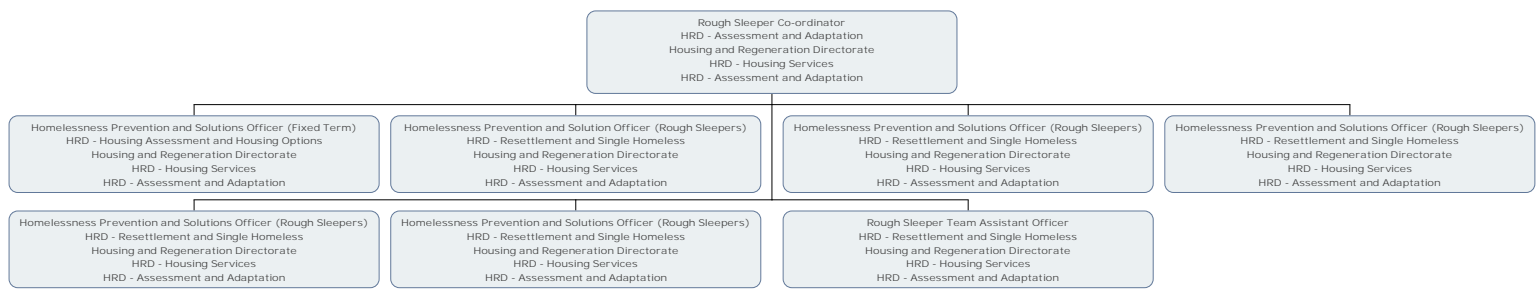 Rough Sleeper Co-ordinator
HRD - Assessment and Adaptation
Housing and Regeneration Directorate
HRD - Housing Services
HRD - Assessment and Adaptation
Homelessness Prevention and Solutions Officer (Fixed Term)
HRD - Housing Assessment and Housing Options
Housing and Regeneration Directorate
HRD - Housing Services
HRD - Assessment and Adaptation
Homelessness Prevention and Solution Officer (Rough Sleepers)
HRD - Resettlement and Single Homeless
Housing and Regeneration Directorate
HRD - Housing Services
HRD - Assessment and Adaptation
Homelessness Prevention and Solutions Officer (Rough Sleepers)
HRD - Resettlement and Single Homeless
Housing and Regeneration Directorate
HRD - Housing Services
HRD - Assessment and Adaptation
Homelessness Prevention and Solutions Officer (Rough Sleepers)
HRD - Resettlement and Single Homeless
Housing and Regeneration Directorate
HRD - Housing Services
HRD - Assessment and Adaptation
Homelessness Prevention and Solutions Officer (Rough Sleepers)
HRD - Resettlement and Single Homeless
Housing and Regeneration Directorate
HRD - Housing Services
HRD - Assessment and Adaptation
Homelessness Prevention and Solutions Officer (Rough Sleepers)
HRD - Resettlement and Single Homeless
Housing and Regeneration Directorate
HRD - Housing Services
HRD - Assessment and Adaptation
Rough Sleeper Team Assistant Officer
HRD - Resettlement and Single Homeless
Housing and Regeneration Directorate
HRD - Housing Services
HRD - Assessment and Adaptation